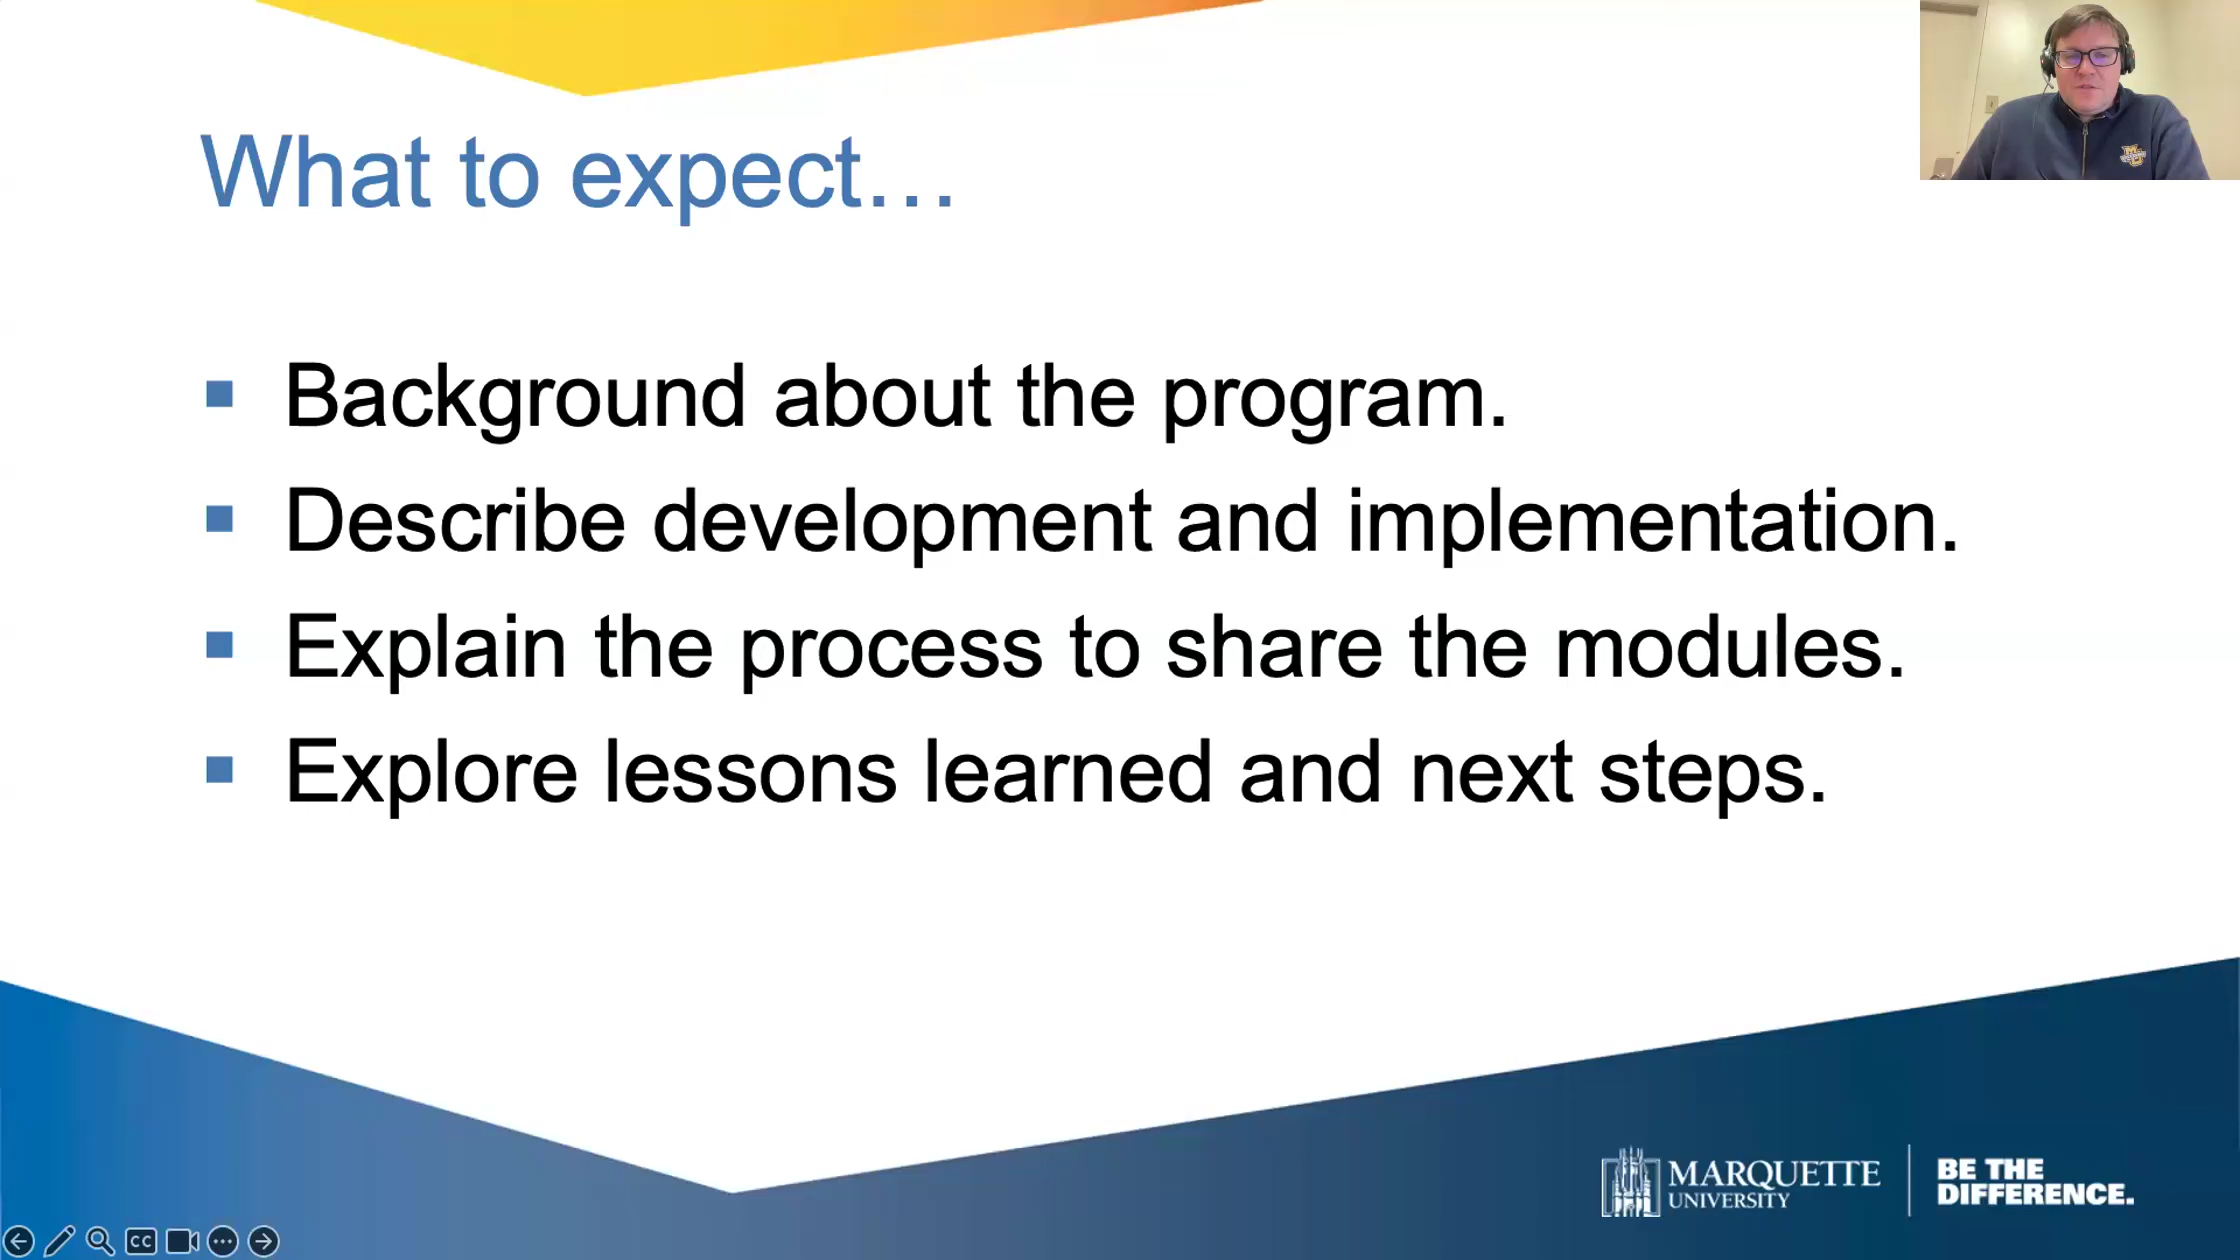 What to expect…
Background about the program.
Describe development and implementation.
Explain the process to share the modules.
Explore lessons learned and next steps.
MARQUETTE
UNIVERSITY
BE THE
DIFFERENCE.
CC